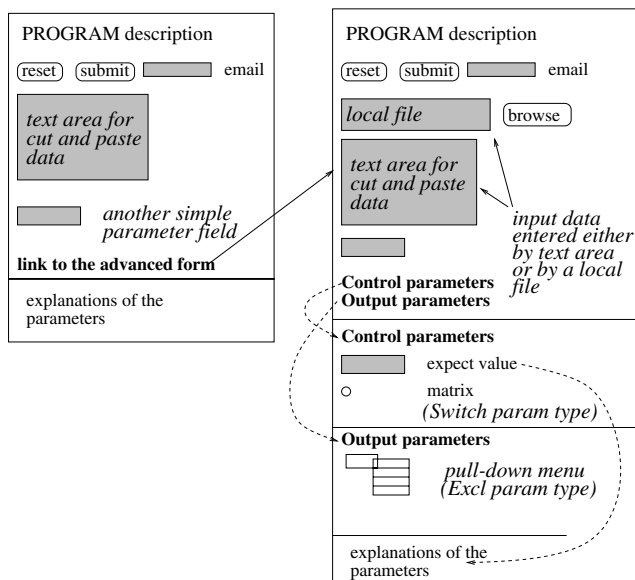 PROGRAM description
reset submit email
text area for
cut and paste
data
another simple
parameter field
link to the advanced form
explanations of the
parameters
PROGRAM description
reset submit email
local file browse
text area for
cut and paste
data
input data
entered either
by text area
or by a local
file
Control parameters
Output parameters
Control parameters
expect value
matrix
(Switch param type)
Output parameters
pull-down menu
(Excl param type)
explanations of the
parameters